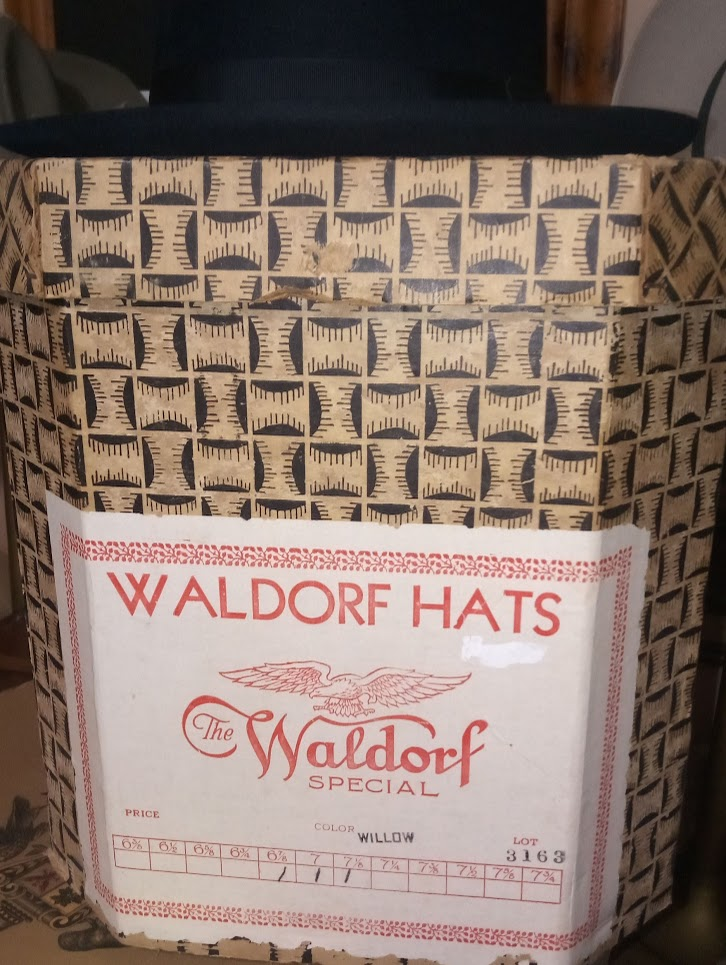 WALDORF HATS
The Waldorf
SPECIAL
PRICE
COLOR WILLOW
LOT
3163
6⅜ 6½ 6⅝ 6¾ 6⅞ 7 7⅛ 7¼ 7⅜ 7½ 7⅝ 7¾
/ / /